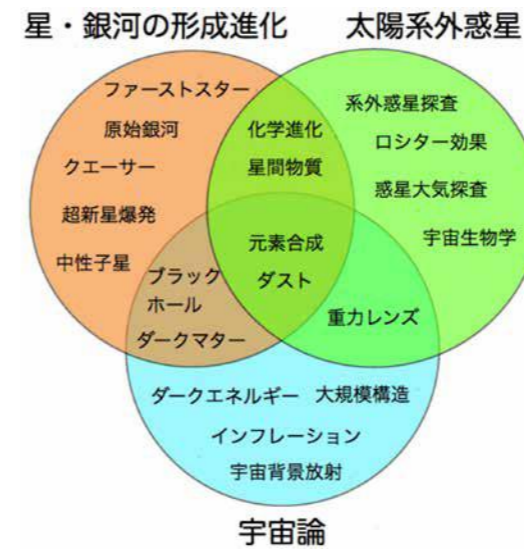 星・銀河の形成進化
太陽系外惑星
ファーストスター
原始銀河
クエーサー
超新星爆発
中性子星
化学進化
星間物質
系外惑星探査
ロシター効果
惑星大気探査
宇宙生物学
元素合成
ダスト
ブラック
ホール
ダークマター
重力レンズ
ダークエネルギー
大規模構造
インフレーション
宇宙背景放射
宇宙論